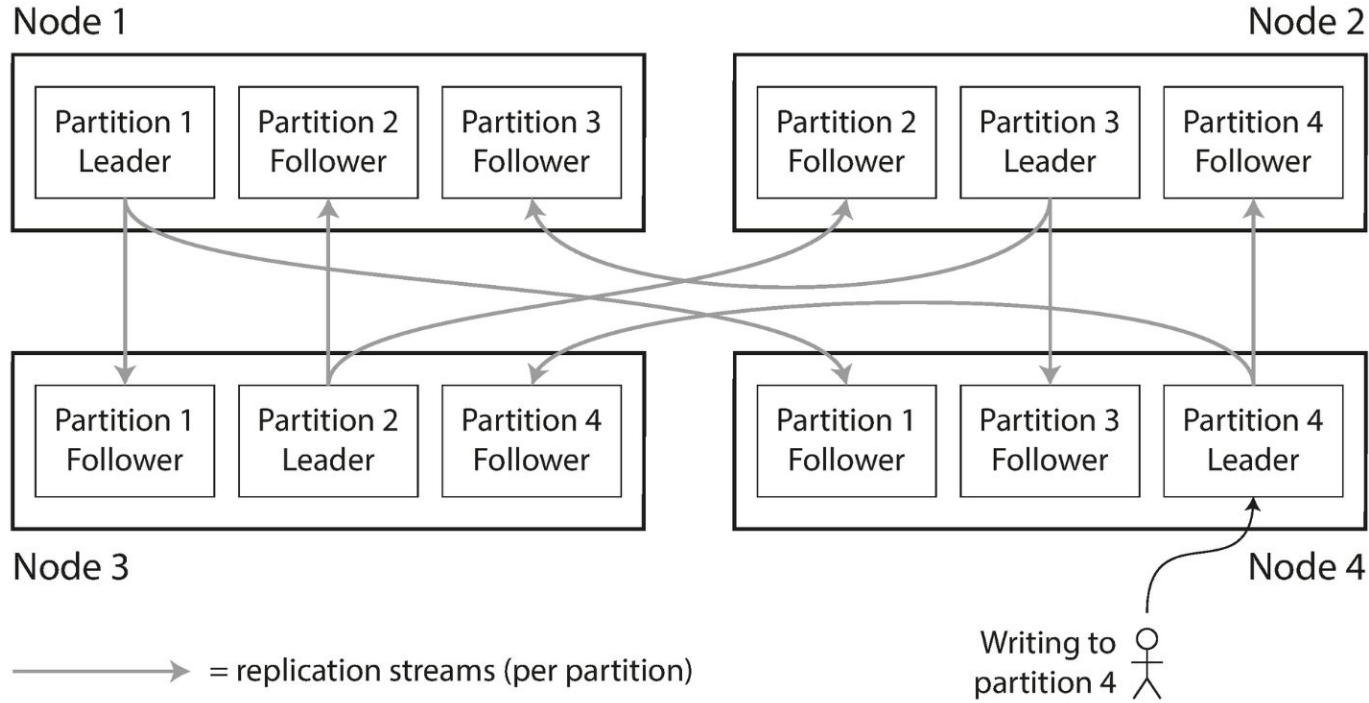 Node 1
Node 2
Partition 1
Leader
Partition 2
Follower
Partition 3
Follower
Partition 2
Follower
Partition 3
Leader
Partition 4
Follower
Partition 1
Follower
Partition 2
Leader
Partition 4
Follower
Partition 1
Follower
Partition 3
Follower
Partition 4
Leader
Node 3
Node 4
= replication streams (per partition)
Writing to
partition 4